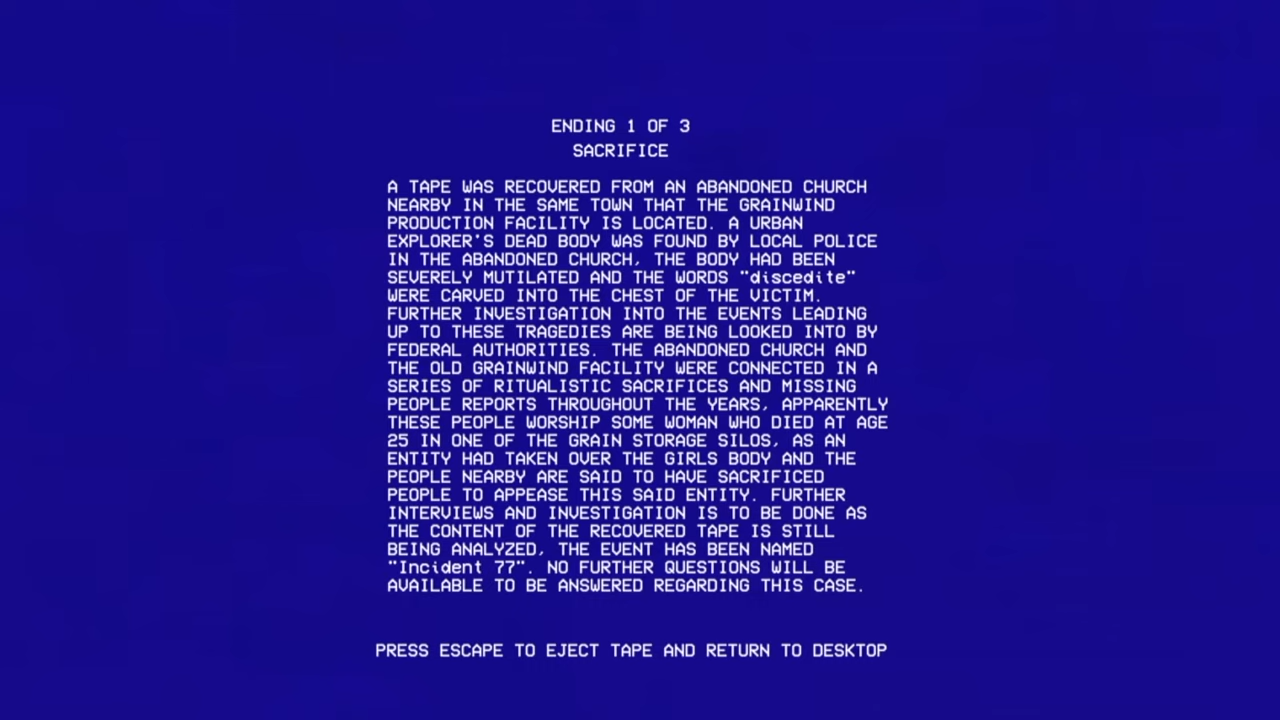 ENDING 1 OF 3
SACRIFICE
A TAPE WAS RECOVERED FROM AN ABANDONED CHURCH
NEARBY IN THE SAME TOWN THAT THE GRAINWIND
PRODUCTION FACILITY IS LOCATED. A URBAN
EXPLORER'S DEAD BODY WAS FOUND BY LOCAL POLICE
IN THE ABANDONED CHURCH, THE BODY HAD BEEN
SEVERELY MUTILATED AND THE WORDS "discedite"
WERE CARVED INTO THE CHEST OF THE VICTIM.
FURTHER INVESTIGATION INTO THE EVENTS LEADING
UP TO THESE TRAGEDIES ARE BEING LOOKED INTO BY
FEDERAL AUTHORITIES. THE ABANDONED CHURCH AND
THE OLD GRAINWIND FACILITY WERE CONNECTED IN A
SERIES OF RITUALISTIC SACRIFICES AND MISSING
PEOPLE REPORTS THROUGHOUT THE YEARS, APPARENTLY
THESE PEOPLE WORSHIP SOME WOMAN WHO DIED AT AGE
25 IN ONE OF THE GRAIN STORAGE SILOS, AS AN
ENTITY HAD TAKEN OVER THE GIRLS BODY AND THE
PEOPLE NEARBY ARE SAID TO HAVE SACRIFICED
PEOPLE TO APPEASE THIS SAID ENTITY. FURTHER
INTERVIEWS AND INVESTIGATION IS TO BE DONE AS
THE CONTENT OF THE RECOVERED TAPE IS STILL
BEING ANALYZED, THE EVENT HAS BEEN NAMED
"Incident 77". NO FURTHER QUESTIONS WILL BE
AVAILABLE TO BE ANSWERED REGARDING THIS CASE.
PRESS ESCAPE TO EJECT TAPE AND RETURN TO DESKTOP